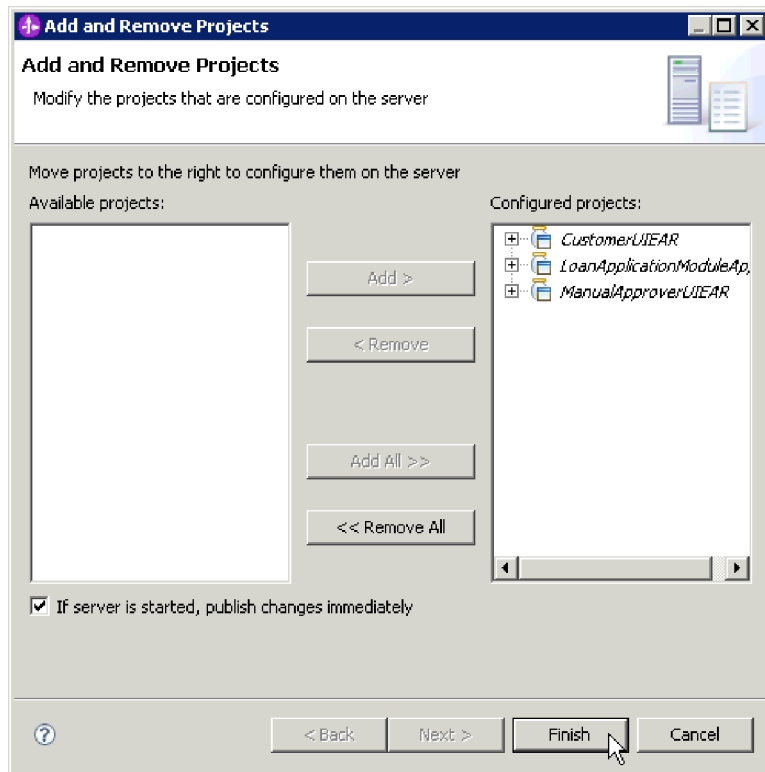 Add and Remove Projects
Add and Remove Projects
Modify the projects that are configured on the server
Move projects to the right to configure them on the server
Available projects:
Configured projects:
CustomerUIEAR
LoanApplicationModuleAp
ManualApproverUIEAR
Add >
< Remove
Add All >>
<< Remove All
If server is started, publish changes immediately
?
< Back
Next >
Finish
Cancel